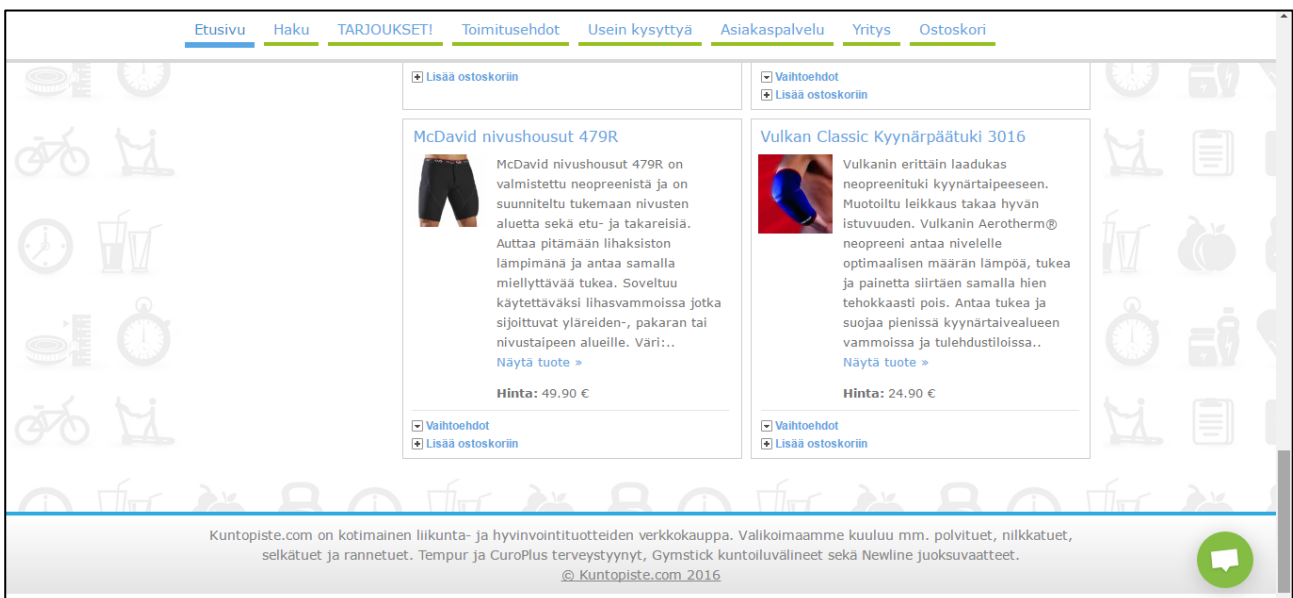 Etusivu Haku TARJOUKSET! Toimitusehdot Usein kysyttyä Asiakaspalvelu Yritys Ostoskori
Lisää ostoskoriin
Vaihtoehdot
Lisää ostoskoriin
McDavid nivushousut 479R
McDavid nivushousut 479R on
valmistettu neopreenistä ja on
suunniteltu tukemaan nivusten
aluetta sekä etu- ja takareisiä.
Auttaa pitämään lihaksiston
lämpimänä ja antaa samalla
miellyttävää tukea. Soveltuu
käytettäväksi lihasvammoissa jotka
sijoittuvat yläreiden-, pakaran tai
nivustaipeen alueille. Väri:..
Näytä tuote »
Hinta: 49.90 €
Vaihtoehdot
Lisää ostoskoriin
Vulkan Classic Kyynärpäätuki 3016
Vulkanin erittäin laadukas
neopreenituki kyynärtaipeeseen.
Muotoiltu leikkaus takaa hyvän
istuvuuden. Vulkanin Aerotherm®
neopreeni antaa nivelelle
optimaalisen määrän lämpöä, tukea
ja painetta siirtäen samalla hien
tehokkaasti pois. Antaa tukea ja
suojaa pienissä kyynärtaivealueen
vammoissa ja tulehdustiloissa..
Näytä tuote »
Hinta: 24.90 €
Vaihtoehdot
Lisää ostoskoriin
Kuntopiste.com on kotimainen liikunta- ja hyvinvointituotteiden verkkokauppa. Valikoimaamme kuuluu mm. polvituet, nilkkatuet,
selkätuet ja rannetuet. Tempur ja CuroPlus terveystyynyt, Gymstick kuntoiluvälineet sekä Newline juoksuvaatteet.
© Kuntopiste.com 2016